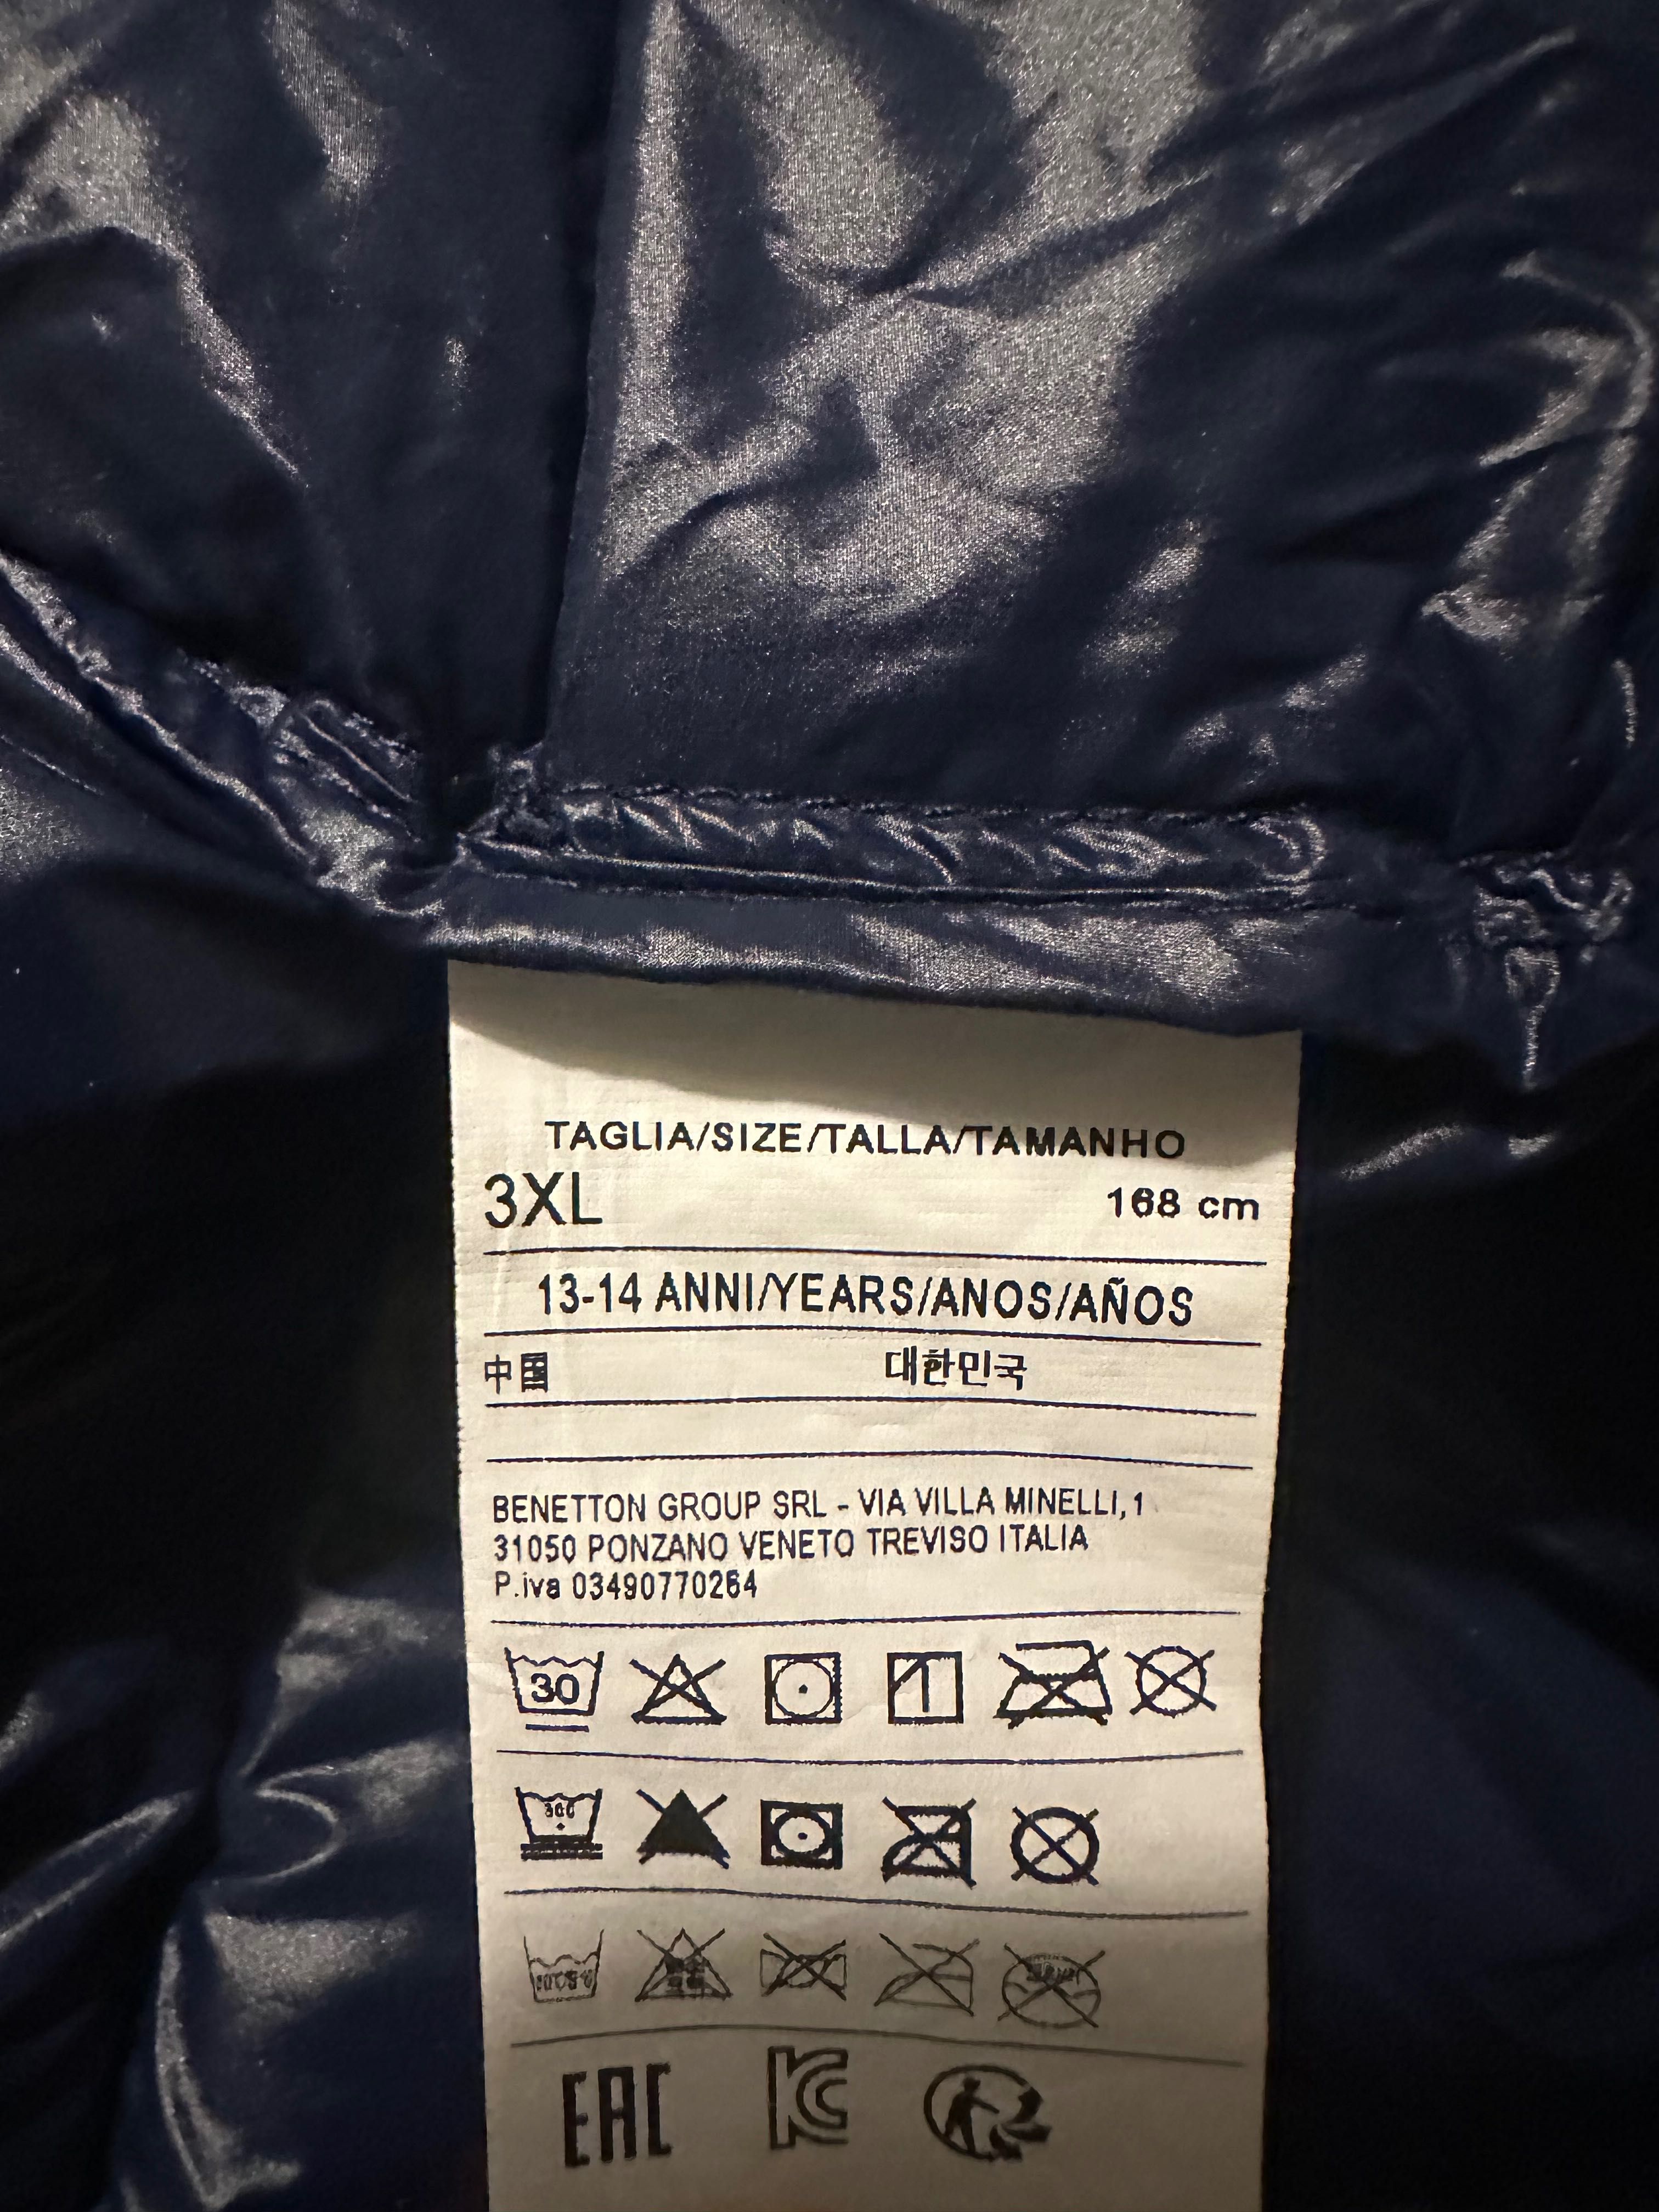 TAGLIA/SIZE/TALLA/TAMANHO
3XL 168 cm
13-14 ANNI/YEARS/ANOS/AÑOS
中国 대한민국
BENETTON GROUP SRL - VIA VILLA MINELLI, 1
31050 PONZANO VENETO TREVISO ITALIA
P.iva 03490770264
30
EAC